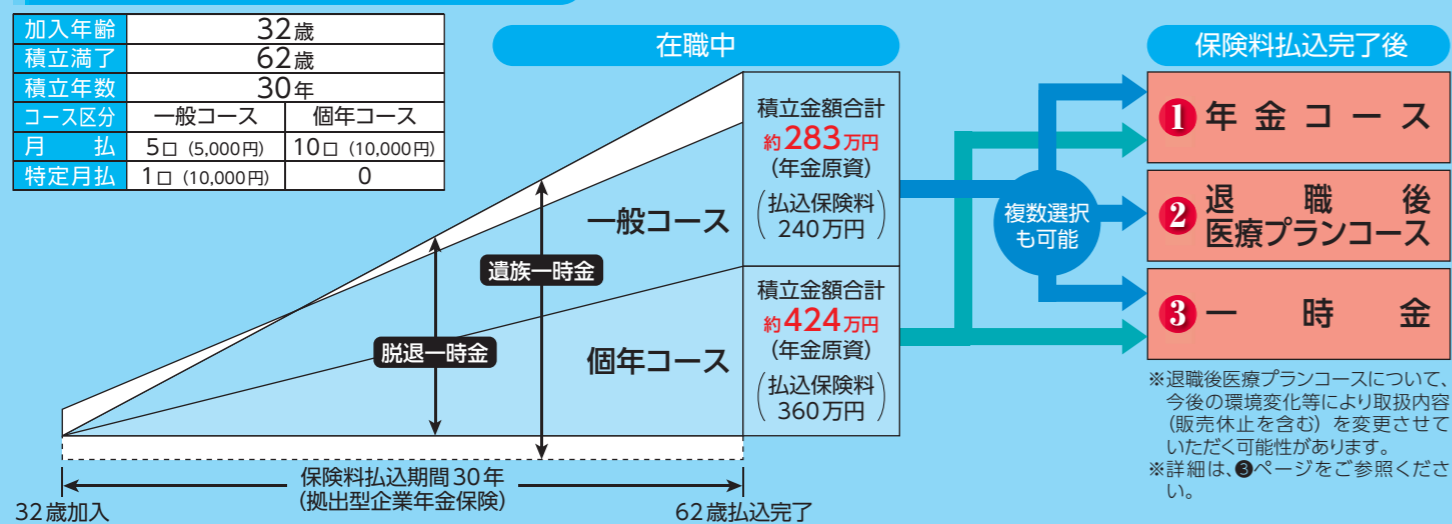 加入年齢 32歳
積立満了 62歳
積立年数 30年
コース区分 一般コース 個年コース
月払 5口(5,000円) 10口(10,000円)
特定月払 1口(10,000円) 0
在職中
積立金額合計
約283万円
(年金原資)
(払込保険料
240万円)
一般コース
遺族一時金
脱退一時金
積立金額合計
約424万円
(年金原資)
(払込保険料
360万円)
個年コース
保険料払込期間30年
(拠出型企業年金保険)
32歳加入
62歳払込完了
複数選択
も可能
保険料払込完了後
❶年金コース
❷退職後
医療プランコース
❸一時金
※退職後医療プランコースについて、
今後の環境変化等により取扱内容
(販売休止を含む)を変更させて
いただく可能性があります。
※詳細は、❸ページをご参照くださ
い。